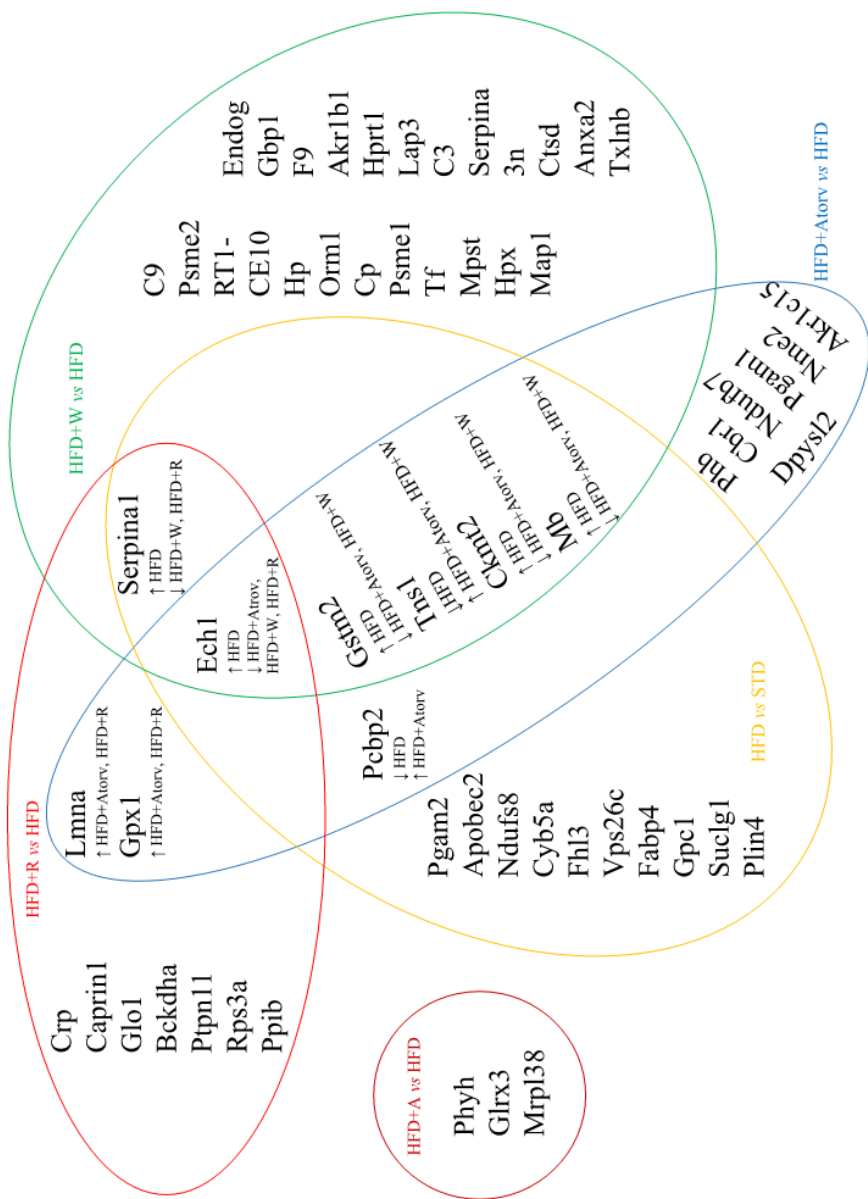 HFD+R vs HFD
Crp
Caprin1
Glo1
Bckdha
Ptpn11
Rps3a
Ppib
Lmna
↑ HFD+Atorv, HFD+R
Gpx1
↑ HFD+Atorv, HFD+R
Serpina1
↑ HFD
↓ HFD+W, HFD+R
Ech1
↑ HFD
↓ HFD+Atrov,
HFD+W, HFD+R
HFD+W vs HFD
C9
Psme2
RT1-
CE10
Hp
Orm1
Cp
Psme1
Tf
Mpst
Hpx
Map1
Endog
Gbp1
F9
Akr1b1
Hprt1
Lap3
C3
Serpina
3n
Ctsd
Anxa2
Txlnb
Pcbp2
↓ HFD
↑ HFD+Atorv
Gstm2
↑ HFD
↓ HFD+Atorv, HFD+W
Tns1
↓ HFD
↑ HFD+Atorv, HFD+W
Ckmt2
↑ HFD
↓ HFD+Atorv, HFD+W
Mb
↑ HFD
↓ HFD+Atorv, HFD+W
HFD+A vs HFD
Phyh
Glrx3
Mrpl38
Pgam2
Apobec2
Ndufs8
Cyb5a
Fhl3
Vps26c
Fabp4
Gpc1
Suclg1
Plin4
HFD vs STD
Phb
Cbr1
Ndufb7
Pgam1
Nme2
Akr1c15
Dpysl2
HFD+Atorv vs HFD